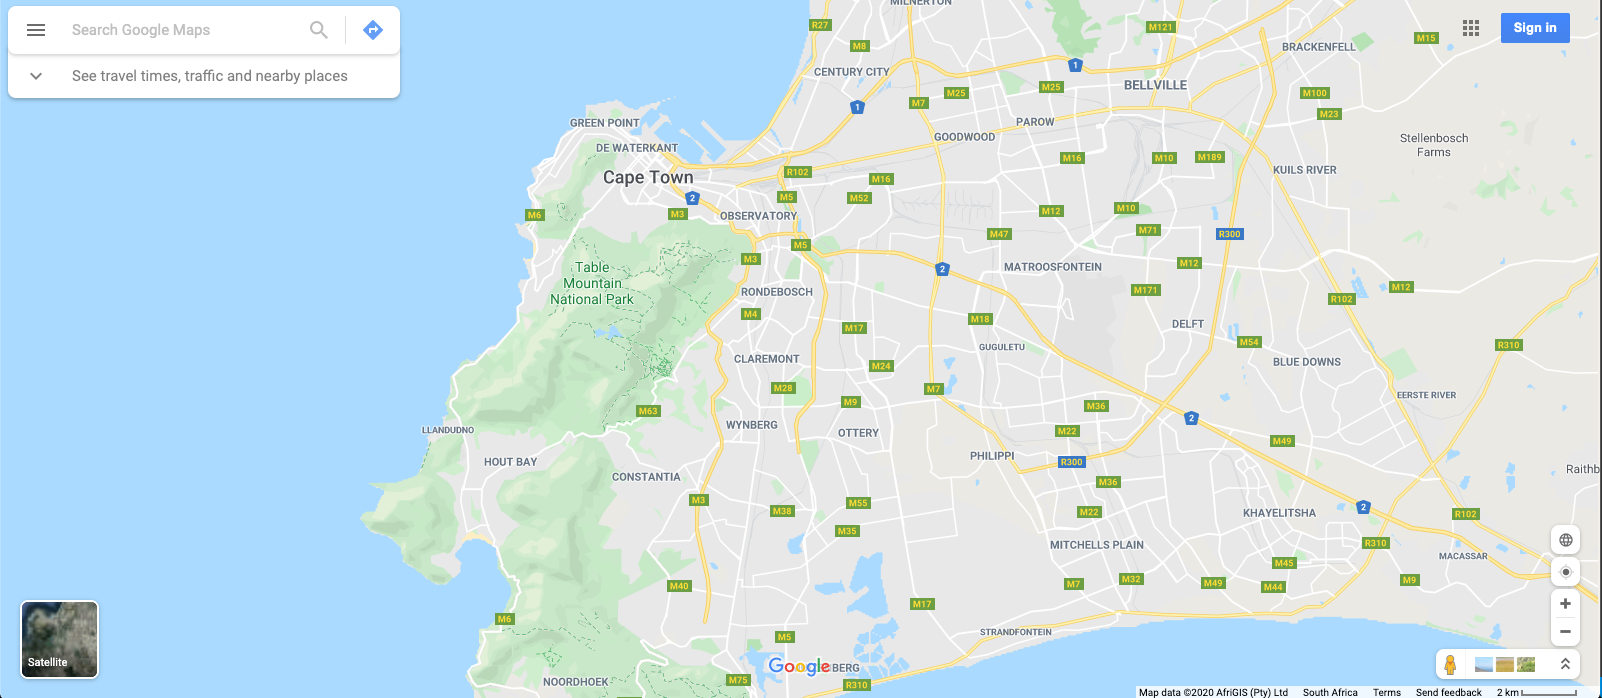 Search Google Maps
See travel times, traffic and nearby places
Sign in
MILNERTON
R27
M121
M15
M8
BRACKENFELL
1
CENTURY CITY
BELLVILLE
M25
M25
M100
M7
1
M23
GREEN POINT
PAROW
GOODWOOD
Stellenbosch
Farms
DE WATERKANT
M16
M10
M189
Cape Town
R102
M16
KUILS RIVER
2
M5
M52
M6
M3
OBSERVATORY
M12
M10
M71
M47
R300
M5
M3
2
MATROOSFONTEIN
M12
Table
Mountain
National Park
RONDEBOSCH
M171
M12
R102
M4
M18
M17
DELFT
GUGULETU
M54
R310
CLAREMONT
M24
BLUE DOWNS
M28
M7
EERSTE RIVER
M9
M36
M63
2
WYNBERG
LLANDUDNO
OTTERY
M22
M49
HOUT BAY
PHILIPPI
R300
Raithb
CONSTANTIA
M36
M3
M55
M38
M22
KHAYELITSHA
2
R102
M35
MITCHELLS PLAIN
R310
MACASSAR
M45
M40
M7
M32
M49
M44
M9
M17
M6
STRANDFONTEIN
M5
Satellite
Google
BERG
NOORDHOEK
M75
R310
Map data ©2020 AfriGIS (Pty) Ltd South Africa Terms Send feedback 2 km